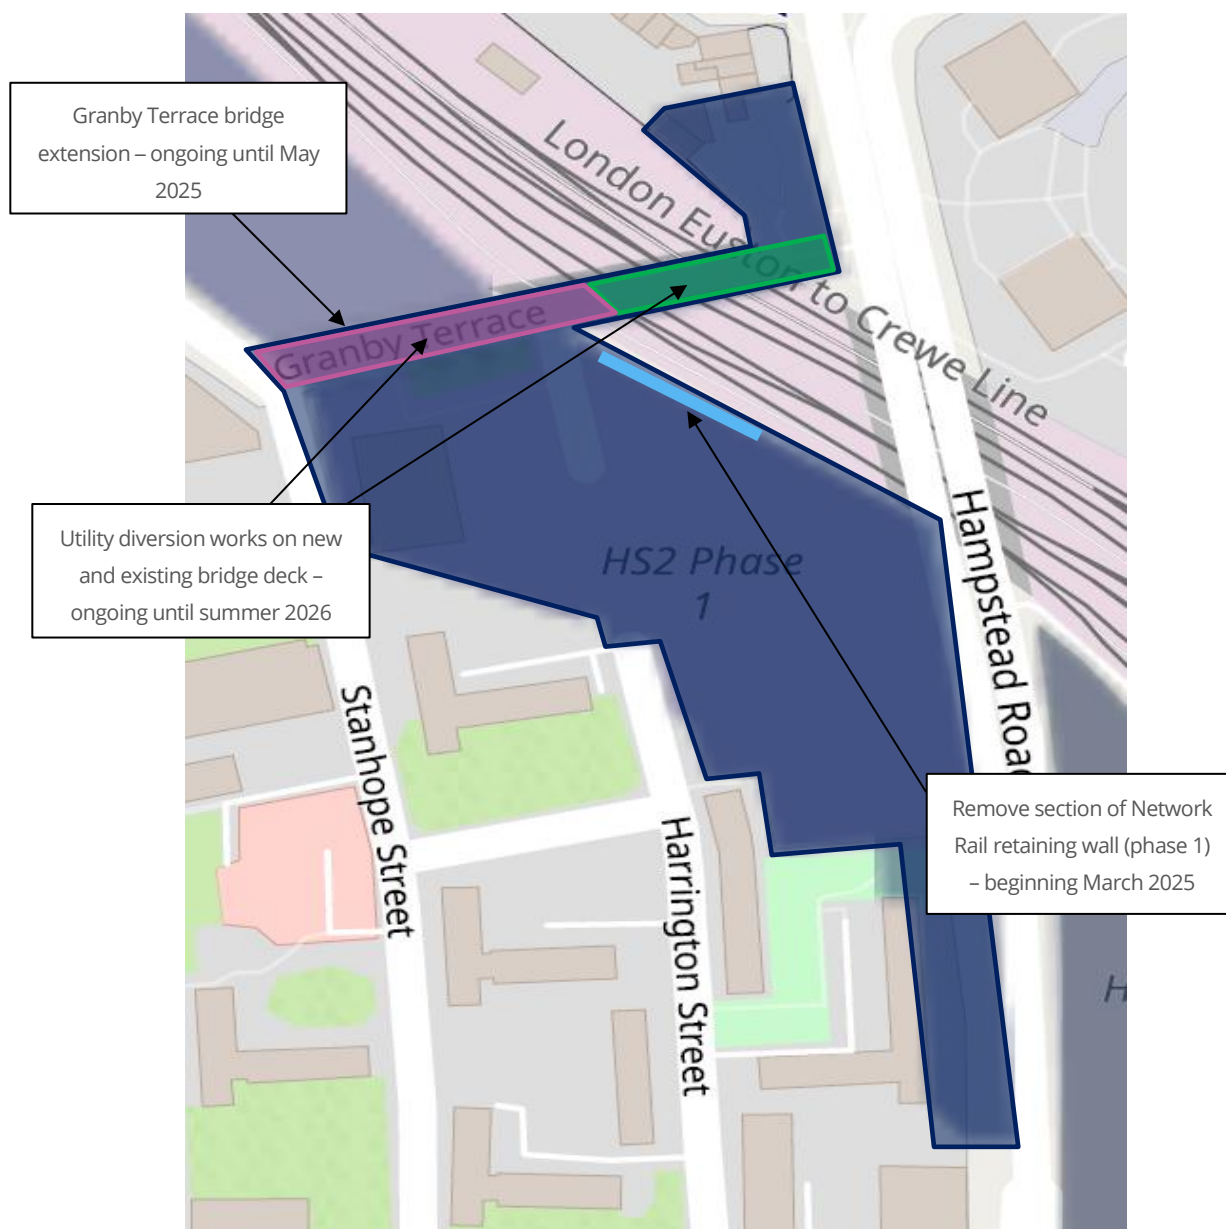 Granby Terrace bridge
extension – ongoing until May
2025
London Euston to Crewe Line
Granby Terrace
Utility diversion works on new
and existing bridge deck –
ongoing until summer 2026
HS2 Phase
1
Hampstead Road
Stanhope Street
Harrington Street
Remove section of Network
Rail retaining wall (phase 1)
– beginning March 2025
H